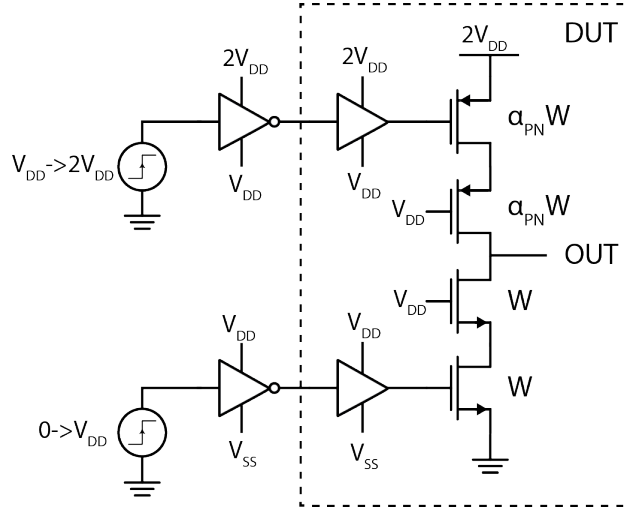 2V_DD
DUT
2V_DD
2V_DD
α_PN W
V_DD->2V_DD
V_DD
V_DD
V_DD
α_PN W
OUT
V_DD
W
V_DD
V_DD
W
0->V_DD
V_SS
V_SS